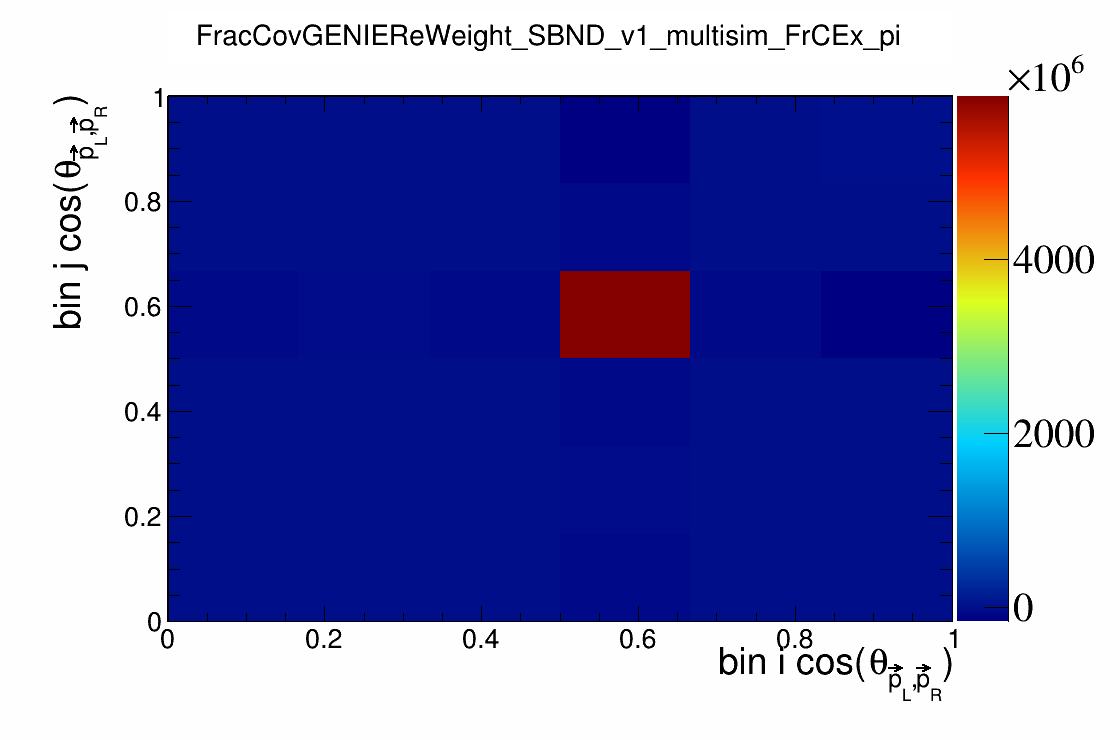 FracCovGENIEReWeight_SBND_v1_multisim_FrCEx_pi
×10⁶
bin j cos(θ_{p⃗_L,p⃗_R})
1
0.8
0.6
0.4
0.2
0
4000
2000
0
0 0.2 0.4 0.6 0.8 1
bin i cos(θ_{p⃗_L,p⃗_R})